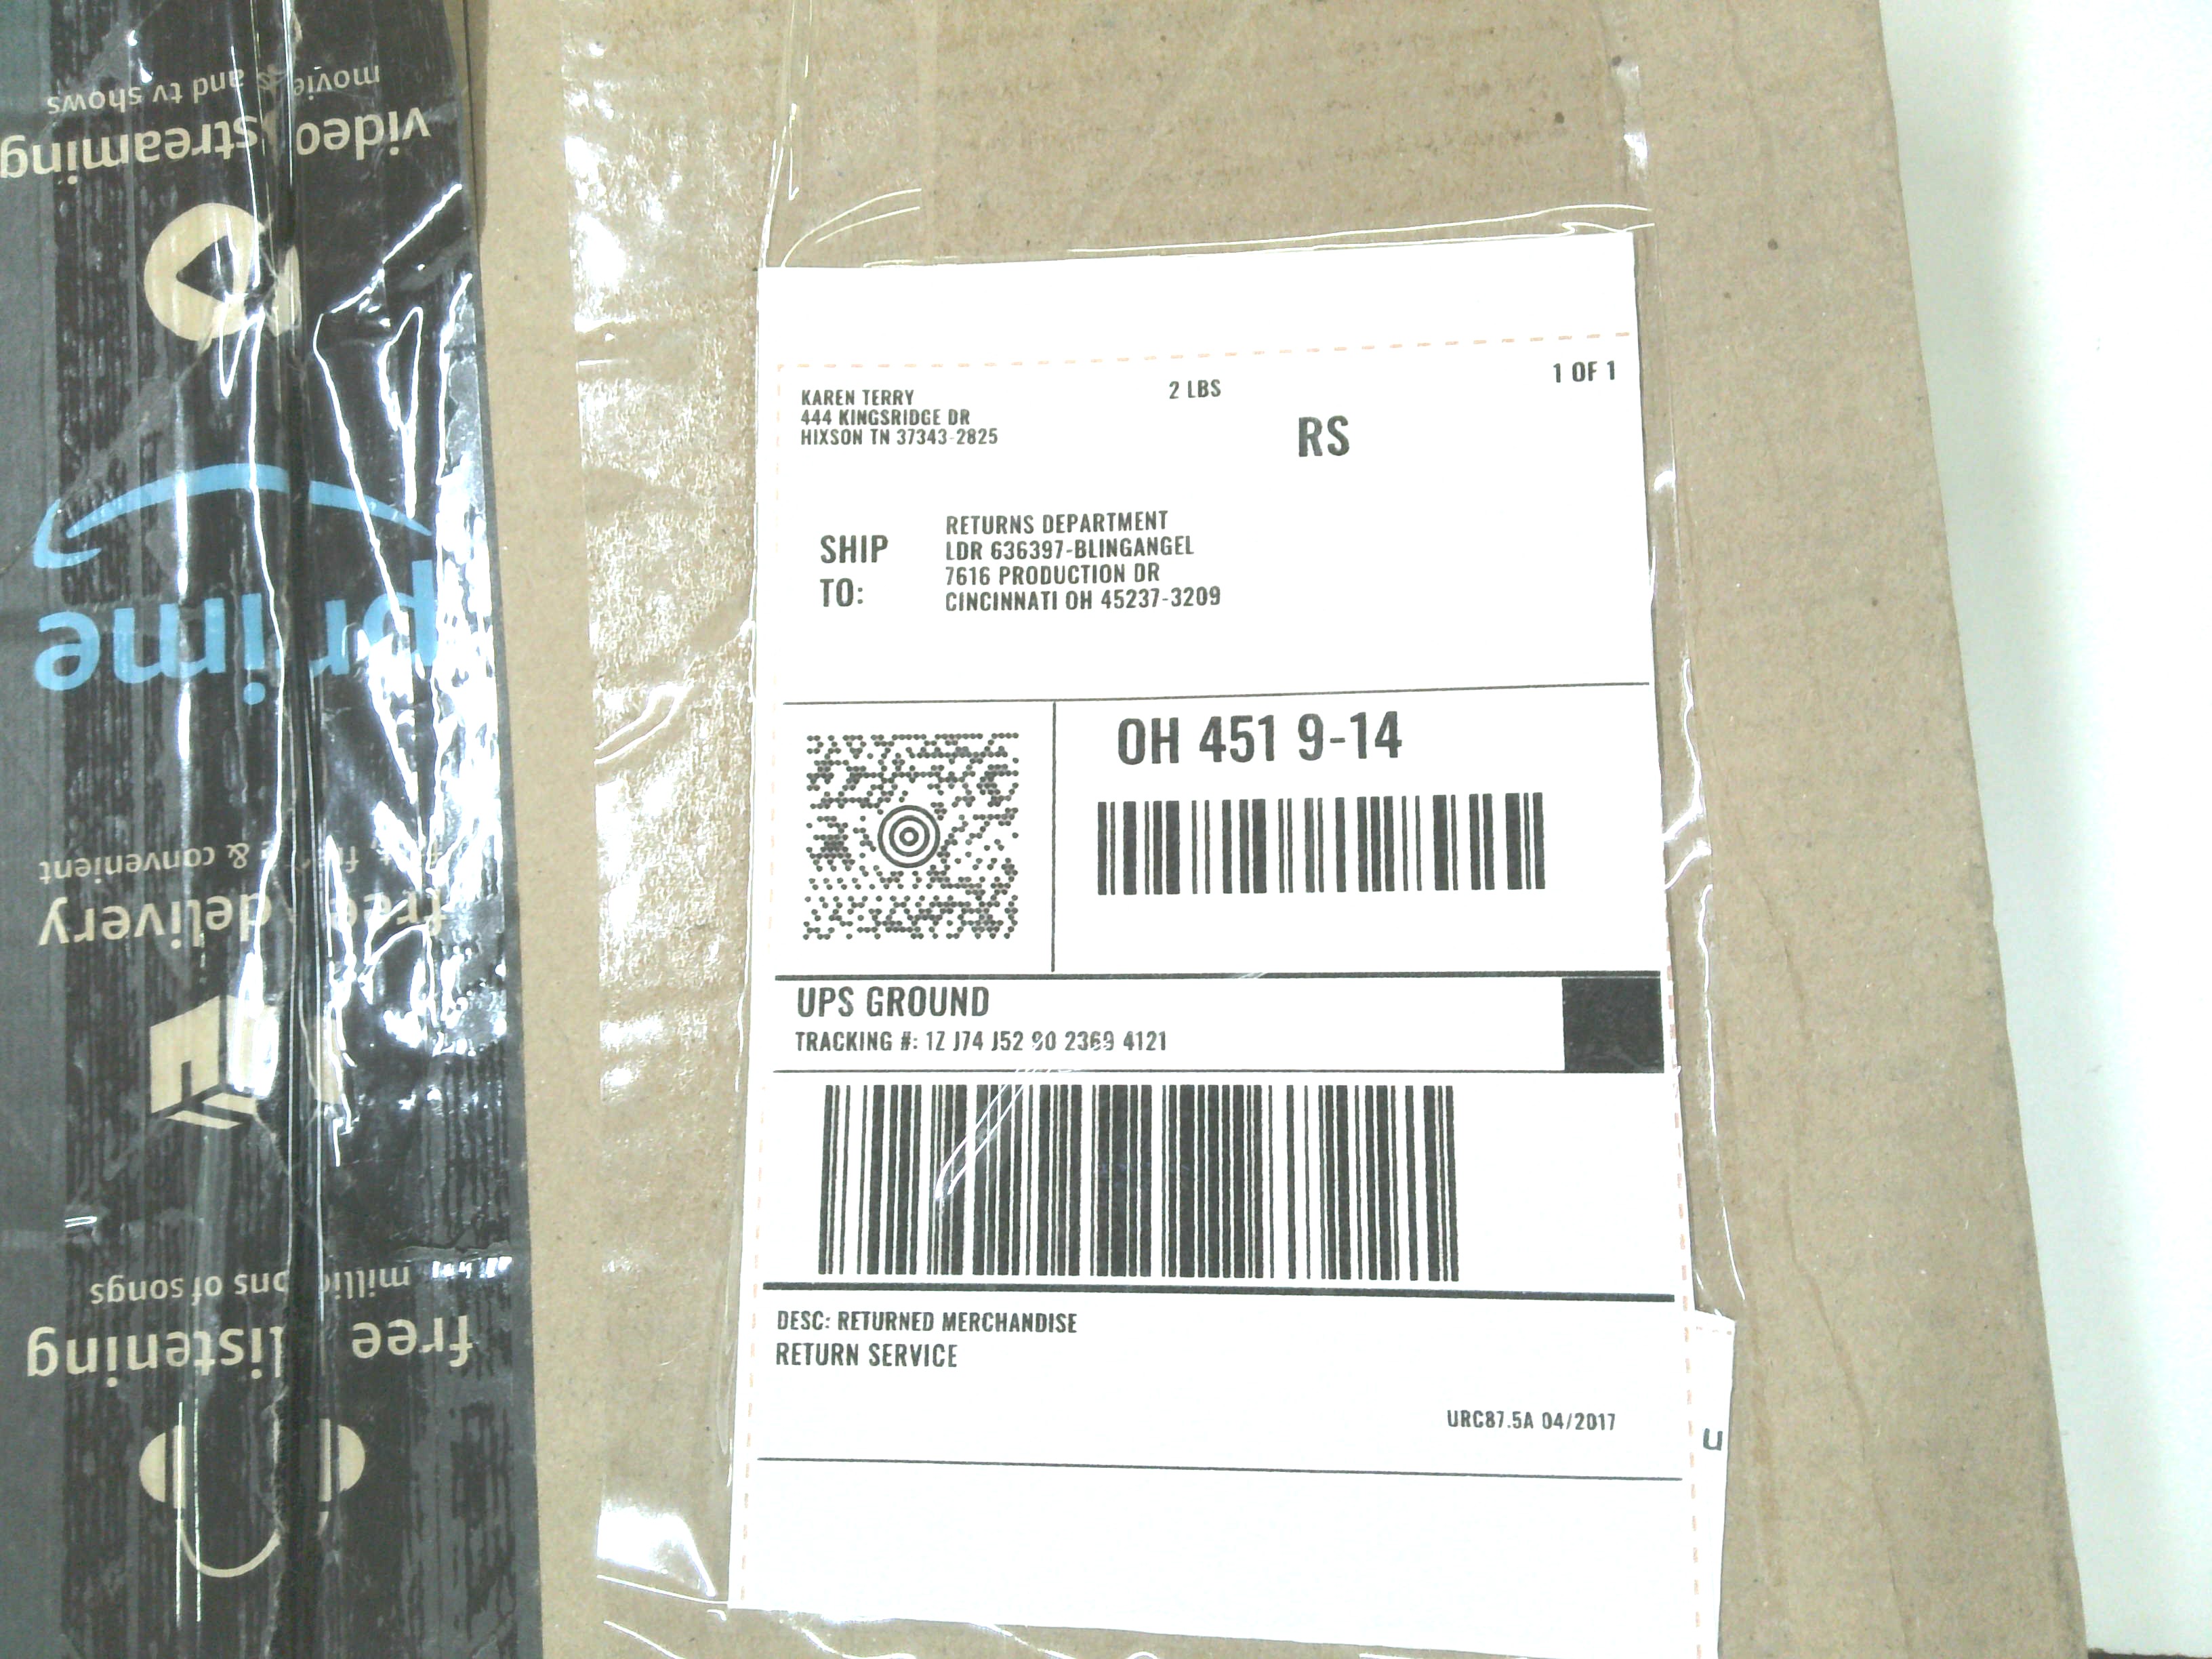 KAREN TERRY
444 KINGSRIDGE DR
HIXSON TN 37343-2825
2 LBS
1 OF 1
RS
SHIP TO:
RETURNS DEPARTMENT
LDR 636397-BLINGANGEL
7616 PRODUCTION DR
CINCINNATI OH 45237-3209
OH 451 9-14
UPS GROUND
TRACKING #: 1Z J74 J52 90 2369 4121
DESC: RETURNED MERCHANDISE
RETURN SERVICE
URC87.5A 04/2017
u
free listening
millions of songs
free delivery
& convenient
prime
video streaming
movies and tv shows